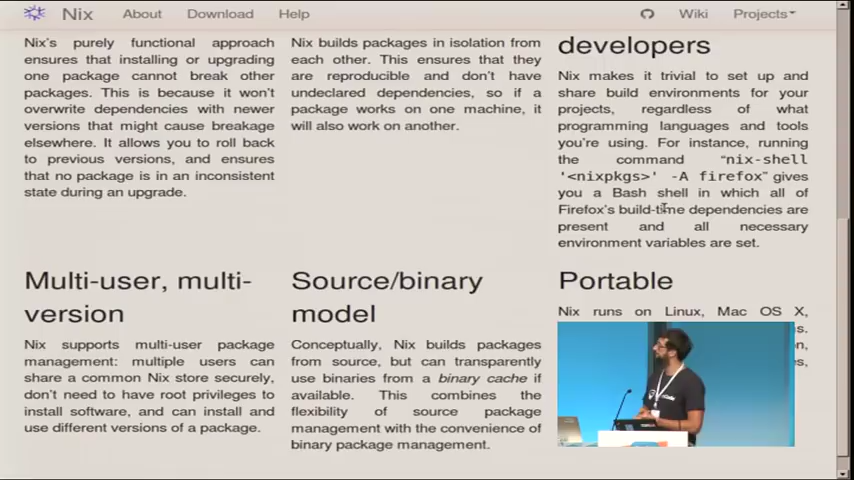 Nix About Download Help Wiki Projects
Nix's purely functional approach
ensures that installing or upgrading
one package cannot break other
packages. This is because it won't
overwrite dependencies with newer
versions that might cause breakage
elsewhere. It allows you to roll back
to previous versions, and ensures
that no package is in an inconsistent
state during an upgrade.
Nix builds packages in isolation from
each other. This ensures that they
are reproducible and don't have
undeclared dependencies, so if a
package works on one machine, it
will also work on another.
developers
Nix makes it trivial to set up and
share build environments for your
projects, regardless of what
programming languages and tools
you're using. For instance, running
the command "nix-shell
'<nixpkgs>' -A firefox" gives
you a Bash shell in which all of
Firefox's build-time dependencies are
present and all necessary
environment variables are set.
Multi-user, multi-
version
Nix supports multi-user package
management: multiple users can
share a common Nix store securely,
don't need to have root privileges to
install software, and can install and
use different versions of a package.
Source/binary
model
Conceptually, Nix builds packages
from source, but can transparently
use binaries from a binary cache if
available. This combines the
flexibility of source package
management with the convenience of
binary package management.
Portable
Nix runs on Linux, Mac OS X,